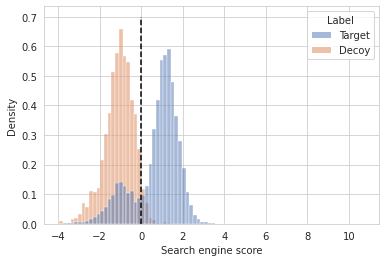 Label
Target
Decoy
0.7
0.6
0.5
0.4
0.3
0.2
0.1
0.0
Density
−4 −2 0 2 4 6 8 10
Search engine score